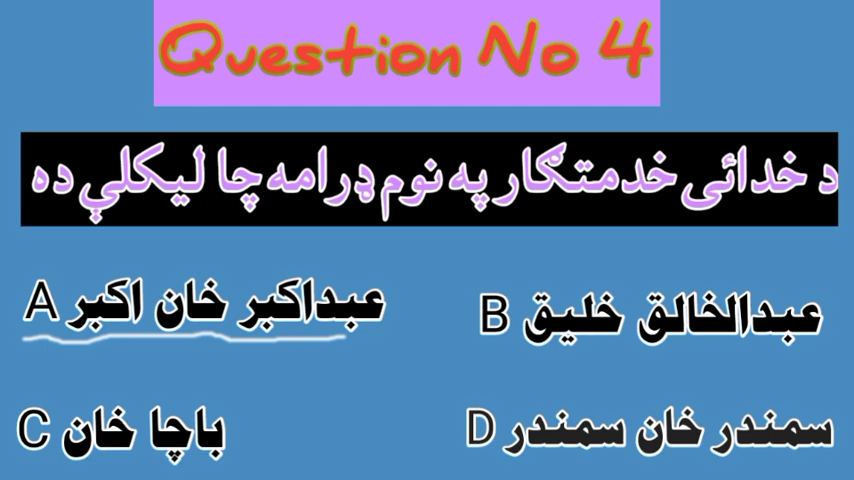 Question No 4
د خدائی خدمتګار په نوم ډرامه چا لیکلې ده
عبداکبر خان اکبر A
عبدالخالق خلیق B
باچا خان C
سمندر خان سمندر D